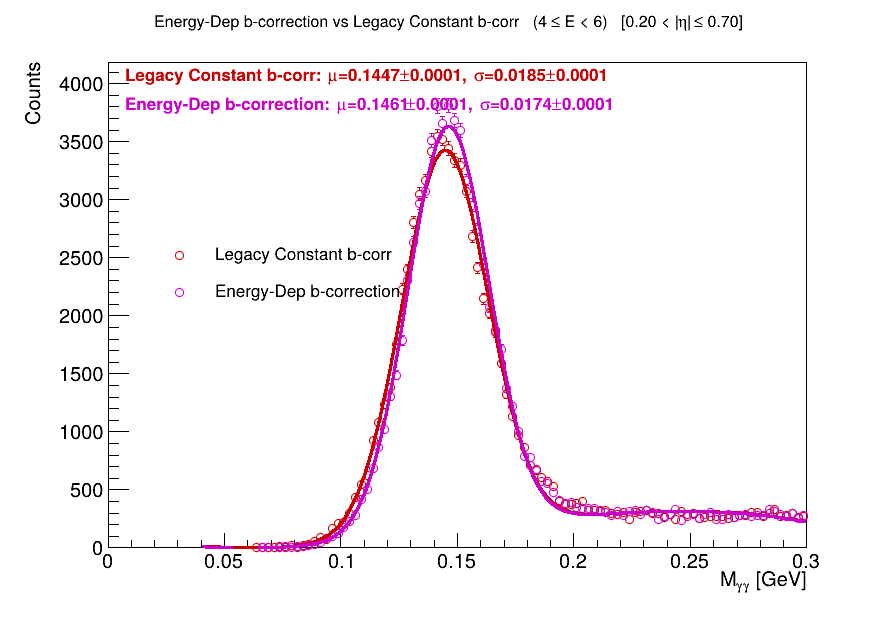 Energy-Dep b-correction vs Legacy Constant b-corr (4 ≤ E < 6) [0.20 < |η| ≤ 0.70]
Counts
Legacy Constant b-corr: μ=0.1447±0.0001, σ=0.0185±0.0001
Energy-Dep b-correction: μ=0.1461±0.0001, σ=0.0174±0.0001
4000
3500
3000
2500
2000
1500
1000
500
0
Legacy Constant b-corr
Energy-Dep b-correction
0 0.05 0.1 0.15 0.2 0.25 0.3
Mγγ [GeV]